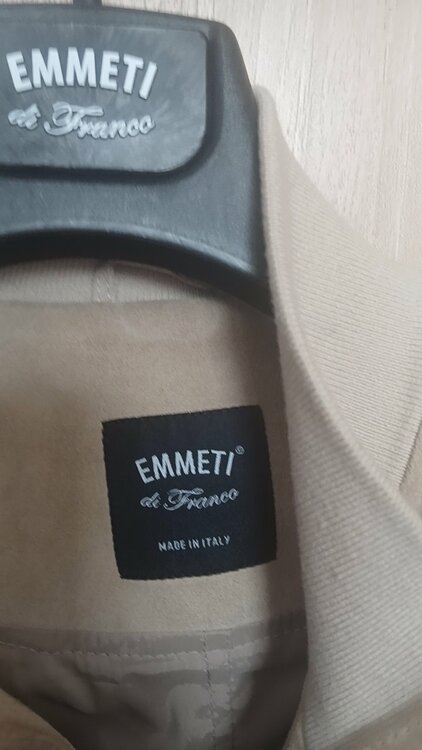 EMMETI
di Franco
EMMETI©
di Franco
MADE IN ITALY